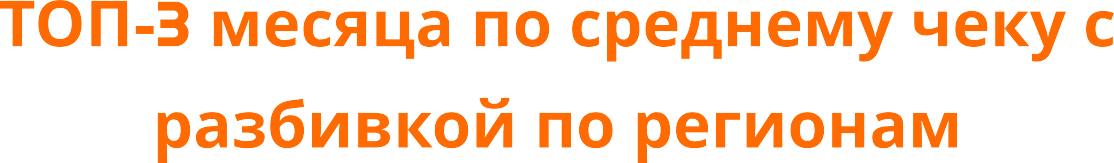 ТОП-3 месяца по среднему чеку с
разбивкой по регионам